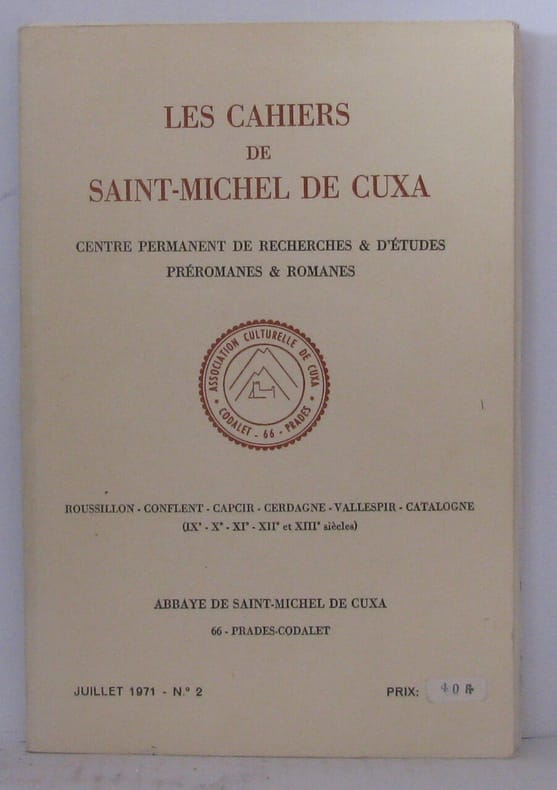 LES CAHIERS
DE
SAINT-MICHEL DE CUXA
CENTRE PERMANENT DE RECHERCHES & D'ÉTUDES
PRÉROMANES & ROMANES
ASSOCIATION CULTURELLE DE CUXA
* CODALET - 66 - PRADES *
ROUSSILLON - CONFLENT - CAPCIR - CERDAGNE - VALLESPIR - CATALOGNE
(IXᵉ - Xᵉ - XIᵉ - XIIᵉ et XIIIᵉ siècles)
ABBAYE DE SAINT-MICHEL DE CUXA
66 - PRADES-CODALET
JUILLET 1971 - N.º 2
PRIX: 40